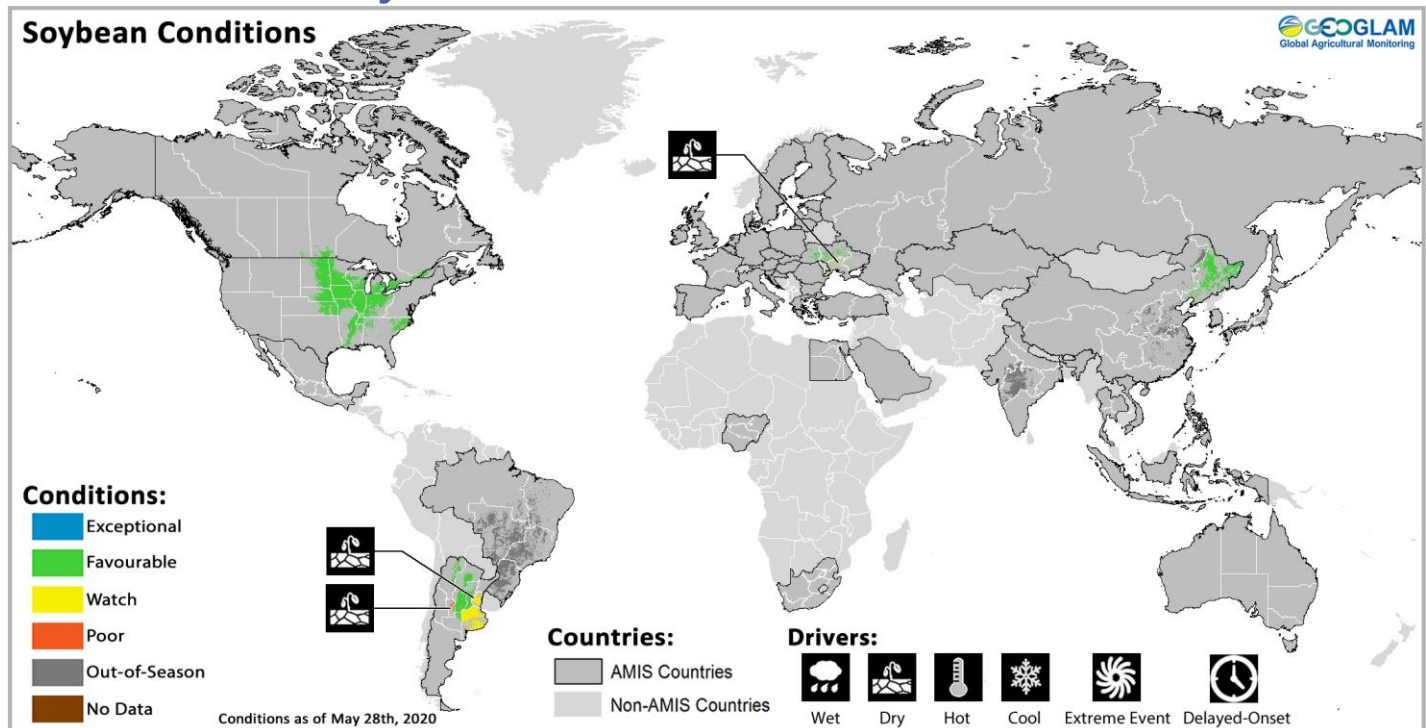 Soybean Conditions
GEOGLAM
Global Agricultural Monitoring
Conditions:
Exceptional
Favourable
Watch
Poor
Out-of-Season
No Data
Conditions as of May 28th, 2020
Countries:
AMIS Countries
Non-AMIS Countries
Drivers:
Wet
Dry
Hot
Cool
Extreme Event
Delayed-Onset